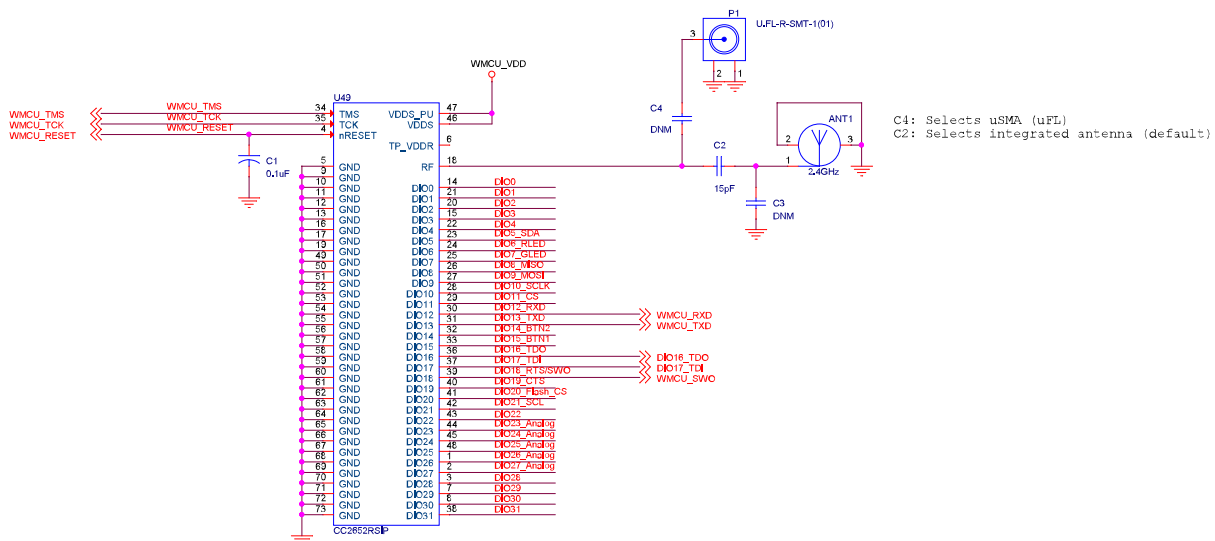 P1
U.FL-R-SMT-1(01)
3
2
1
WMCU_VDD
C4
DNM
ANT1
2
3
1
2.4GHz
C2
15pF
C3
DNM
C4: Selects uSMA (uFL)
C2: Selects integrated antenna (default)
WMCU_TMS
WMCU_TCK
WMCU_RESET
WMCU_TMS
WMCU_TCK
WMCU_RESET
C1
0.1uF
U49
34 TMS VDDS_PU 47
35 TCK VDDS 46
4 nRESET
TP_VDDR 6
5 GND RF 18
9 GND
10 GND DIO0 14 DIO0
11 GND DIO1 21 DIO1
12 GND DIO2 20 DIO2
13 GND DIO3 15 DIO3
16 GND DIO4 22 DIO4
17 GND DIO5 23 DIO5_SDA
19 GND DIO6 24 DIO6_RLED
49 GND DIO7 25 DIO7_GLED
50 GND DIO8 26 DIO8_MISO
51 GND DIO9 27 DIO9_MOSI
52 GND DIO10 28 DIO10_SCLK
53 GND DIO11 29 DIO11_CS
54 GND DIO12 30 DIO12_RXD WMCU_RXD
55 GND DIO13 31 DIO13_TXD WMCU_TXD
56 GND DIO14 32 DIO14_BTN2
57 GND DIO15 33 DIO15_BTN1
58 GND DIO16 36 DIO16_TDO DIO16_TDO
59 GND DIO17 37 DIO17_TDI DIO17_TDI
60 GND DIO18 39 DIO18_RTS/SWO WMCU_SWO
61 GND DIO19 40 DIO19_CTS
62 GND DIO20 41 DIO20_Flash_CS
63 GND DIO21 42 DIO21_SCL
64 GND DIO22 43 DIO22
65 GND DIO23 44 DIO23_Analog
66 GND DIO24 45 DIO24_Analog
67 GND DIO25 48 DIO25_Analog
68 GND DIO26 1 DIO26_Analog
69 GND DIO27 2 DIO27_Analog
70 GND DIO28 3 DIO28
71 GND DIO29 7 DIO29
72 GND DIO30 8 DIO30
73 GND DIO31 38 DIO31
CC2652RSIP